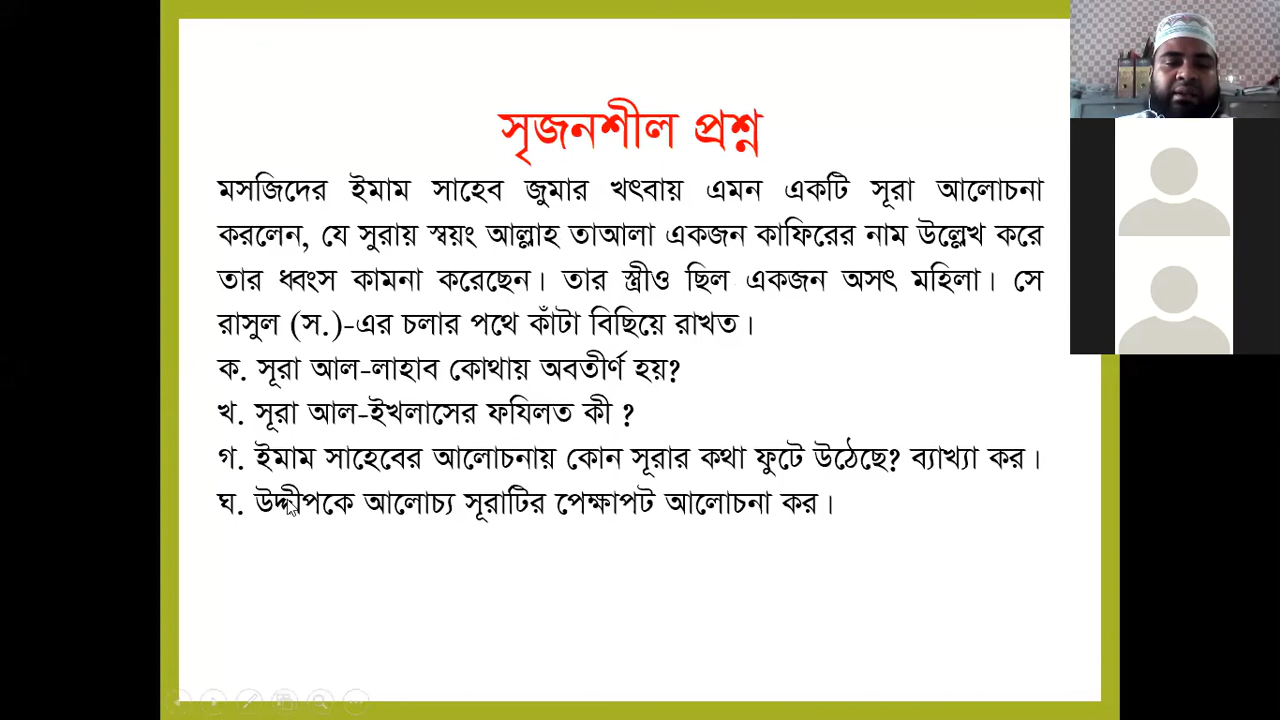 সৃজনশীল প্রশ্ন
মসজিদের ইমাম সাহেব জুমার খৎবায় এমন একটি সূরা আলোচনা
করলেন, যে সুরায় স্বয়ং আল্লাহ তাআলা একজন কাফিরের নাম উল্লেখ করে
তার ধ্বংস কামনা করেছেন। তার স্ত্রীও ছিল একজন অসৎ মহিলা। সে
রাসুল (স.)-এর চলার পথে কাঁটা বিছিয়ে রাখত।
ক. সূরা আল-লাহাব কোথায় অবতীর্ণ হয়?
খ. সূরা আল-ইখলাসের ফযিলত কী ?
গ. ইমাম সাহেবের আলোচনায় কোন সূরার কথা ফুটে উঠেছে? ব্যাখ্যা কর।
ঘ. উদ্দীপকে আলোচ্য সূরাটির পেক্ষাপট আলোচনা কর।